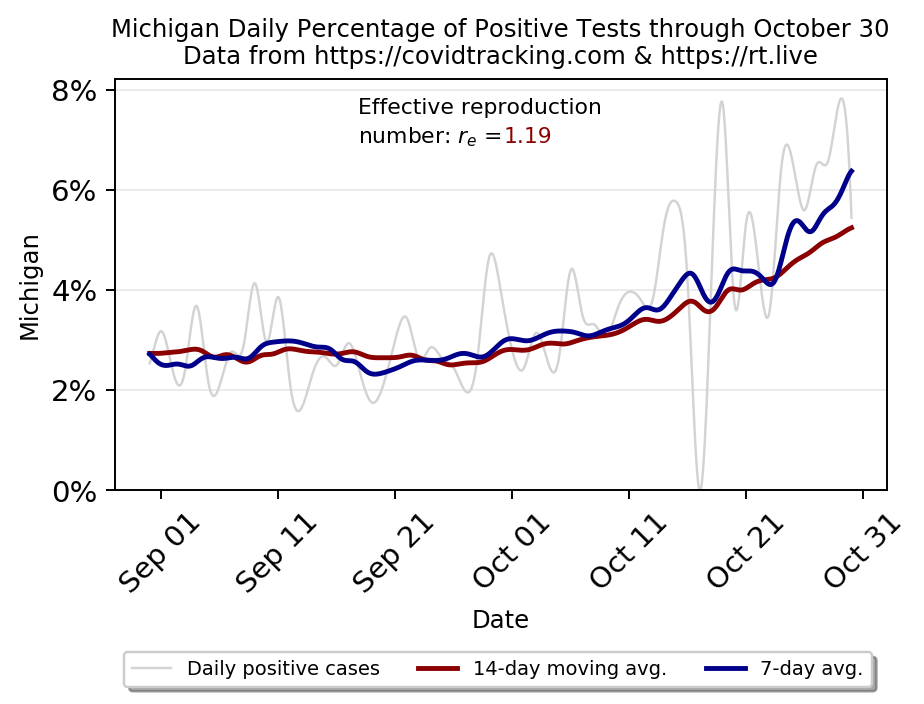 Michigan Daily Percentage of Positive Tests through October 30
Data from https://covidtracking.com & https://rt.live
8%
6%
4%
2%
0%
Michigan
Effective reproduction
number: rₑ =1.19
Sep 01
Sep 11
Sep 21
Oct 01
Oct 11
Oct 21
Oct 31
Date
Daily positive cases
14-day moving avg.
7-day avg.